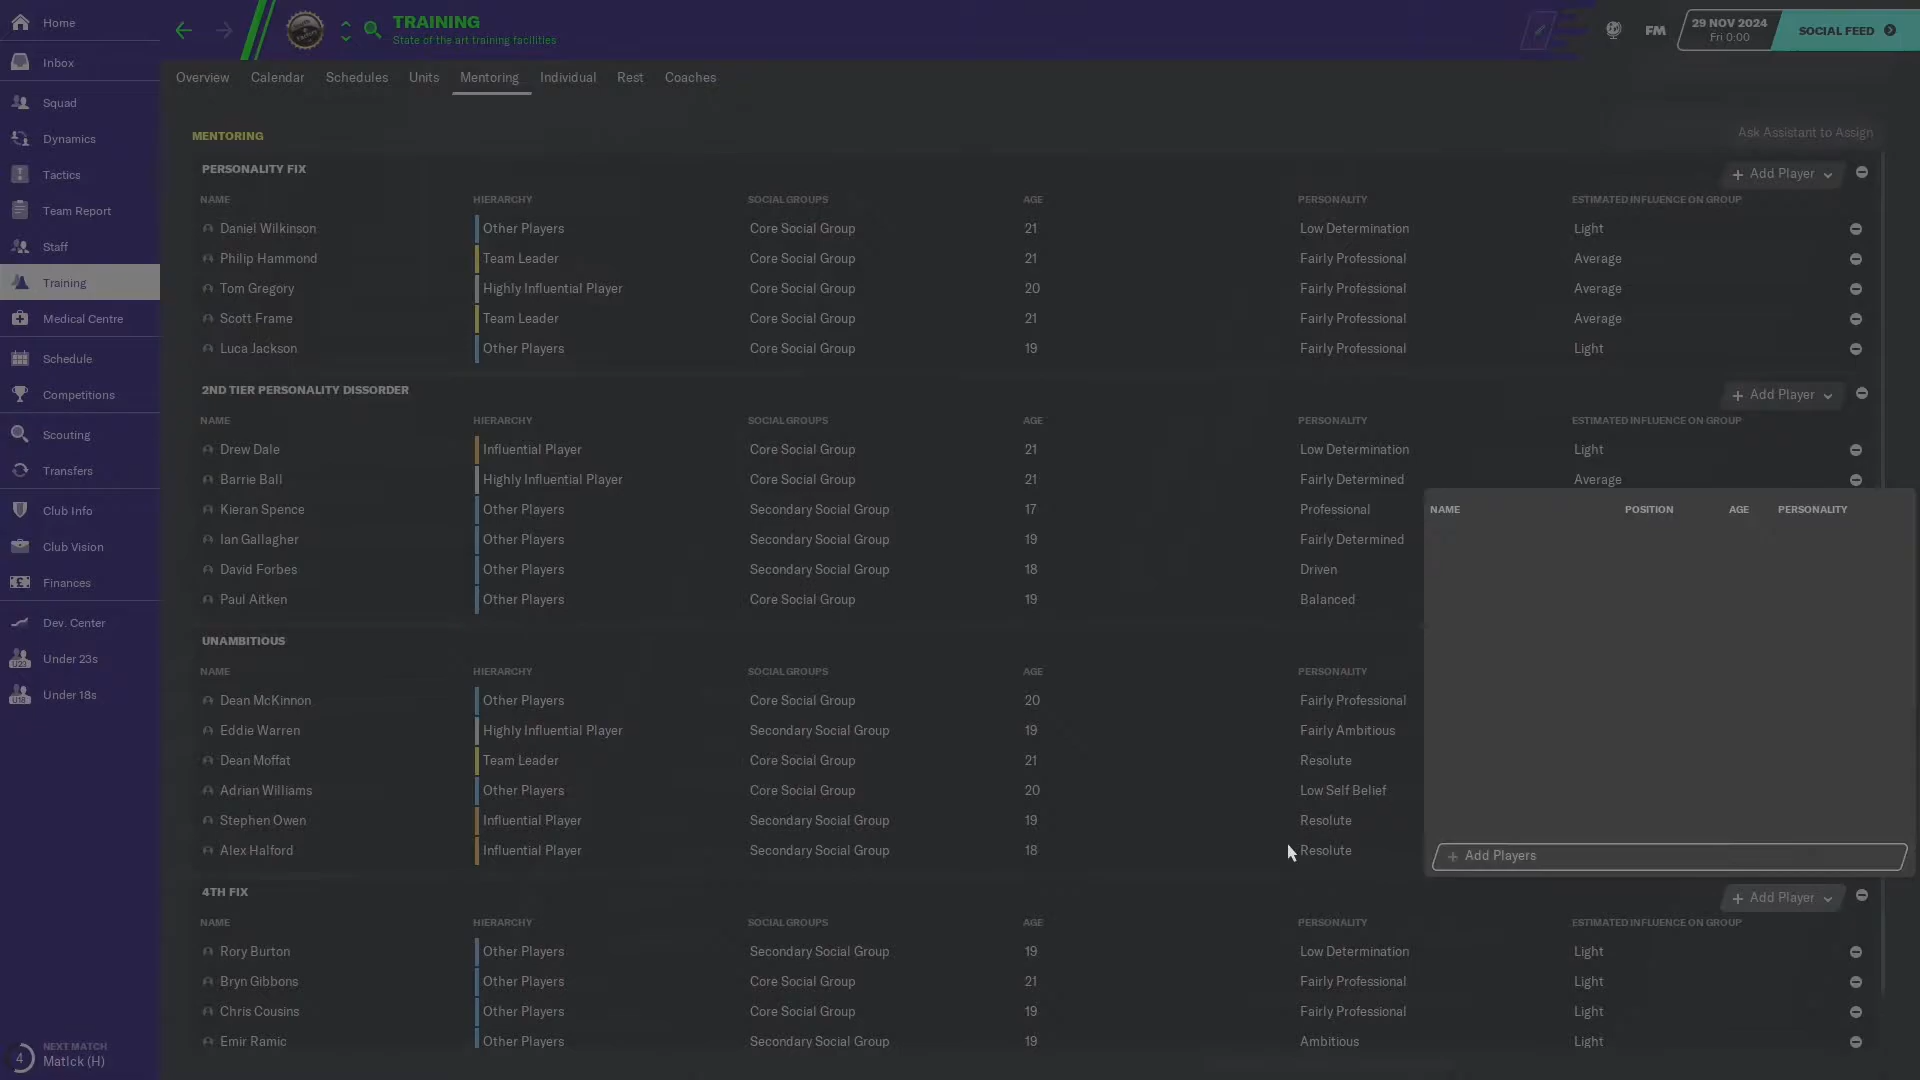 Home
Inbox
Squad
Dynamics
Tactics
Team Report
Staff
Training
Medical Centre
Schedule
Competitions
Scouting
Transfers
Club Info
Club Vision
Finances
Dev. Center
Under 23s
Under 18s
4 NEXT MATCH
Matlck (H)
TRAINING
State of the art training facilities
FM
29 NOV 2024
Fri 0:00
SOCIAL FEED
Overview Calendar Schedules Units Mentoring Individual Rest Coaches
MENTORING
Ask Assistant to Assign
PERSONALITY FIX
+ Add Player
NAME HIERARCHY SOCIAL GROUPS AGE PERSONALITY ESTIMATED INFLUENCE ON GROUP
Daniel Wilkinson Other Players Core Social Group 21 Low Determination Light
Philip Hammond Team Leader Core Social Group 21 Fairly Professional Average
Tom Gregory Highly Influential Player Core Social Group 20 Fairly Professional Average
Scott Frame Team Leader Core Social Group 21 Fairly Professional Average
Luca Jackson Other Players Core Social Group 19 Fairly Professional Light
2ND TIER PERSONALITY DISSORDER
+ Add Player
NAME HIERARCHY SOCIAL GROUPS AGE PERSONALITY ESTIMATED INFLUENCE ON GROUP
Drew Dale Influential Player Core Social Group 21 Low Determination Light
Barrie Ball Highly Influential Player Core Social Group 21 Fairly Determined Average
Kieran Spence Other Players Secondary Social Group 17 Professional
Ian Gallagher Other Players Secondary Social Group 19 Fairly Determined
David Forbes Other Players Secondary Social Group 18 Driven
Paul Aitken Other Players Core Social Group 19 Balanced
UNAMBITIOUS
NAME HIERARCHY SOCIAL GROUPS AGE PERSONALITY
Dean McKinnon Other Players Core Social Group 20 Fairly Professional
Eddie Warren Highly Influential Player Secondary Social Group 19 Fairly Ambitious
Dean Moffat Team Leader Core Social Group 21 Resolute
Adrian Williams Other Players Core Social Group 20 Low Self Belief
Stephen Owen Influential Player Secondary Social Group 19 Resolute
Alex Halford Influential Player Secondary Social Group 18 Resolute
NAME POSITION AGE PERSONALITY
+ Add Players
4TH FIX
+ Add Player
NAME HIERARCHY SOCIAL GROUPS AGE PERSONALITY ESTIMATED INFLUENCE ON GROUP
Rory Burton Other Players Secondary Social Group 19 Low Determination Light
Bryn Gibbons Other Players Core Social Group 21 Fairly Professional Light
Chris Cousins Other Players Core Social Group 19 Fairly Professional Light
Emir Ramic Other Players Secondary Social Group 19 Ambitious Light